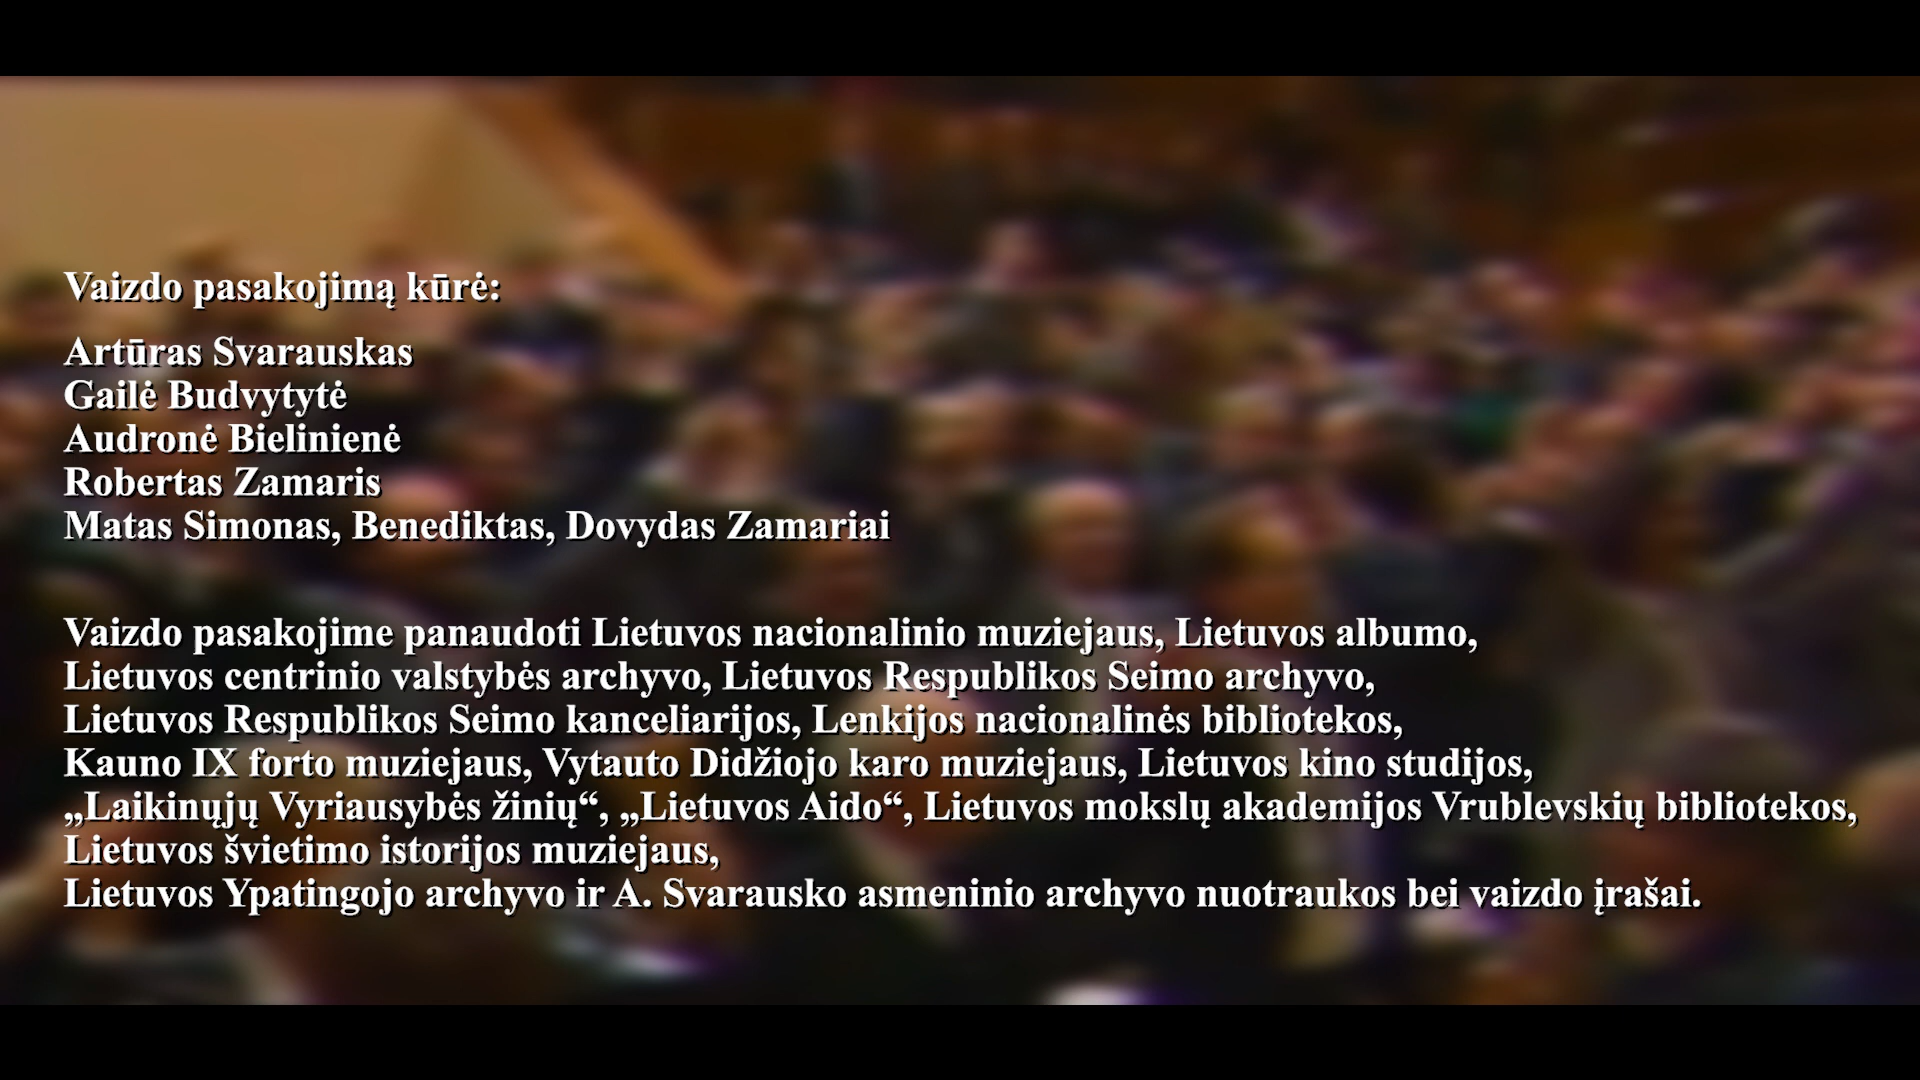 Vaizdo pasakojimą kūrė:
Artūras Svarauskas
Gailė Budvytytė
Audronė Bielinienė
Robertas Zamaris
Matas Simonas, Benediktas, Dovydas Zamariai
Vaizdo pasakojime panaudoti Lietuvos nacionalinio muziejaus, Lietuvos albumo,
Lietuvos centrinio valstybės archyvo, Lietuvos Respublikos Seimo archyvo,
Lietuvos Respublikos Seimo kanceliarijos, Lenkijos nacionalinės bibliotekos,
Kauno IX forto muziejaus, Vytauto Didžiojo karo muziejaus, Lietuvos kino studijos,
„Laikinųjų Vyriausybės žinių“, „Lietuvos Aido“, Lietuvos mokslų akademijos Vrublevskių bibliotekos,
Lietuvos švietimo istorijos muziejaus,
Lietuvos Ypatingojo archyvo ir A. Svarausko asmeninio archyvo nuotraukos bei vaizdo įrašai.